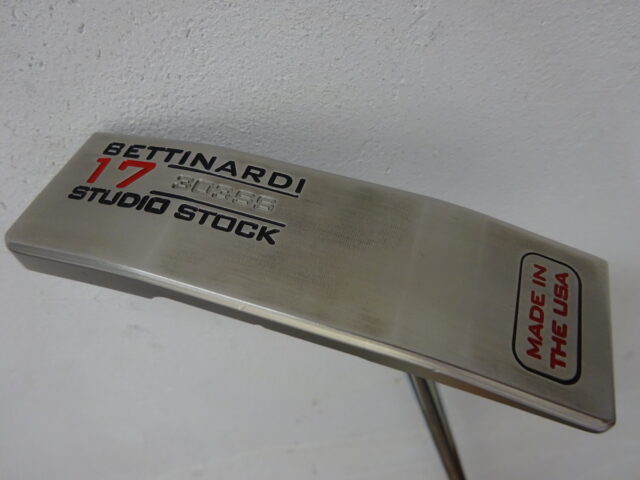 BETTINARDI
17 303SS
STUDIO STOCK
MADE IN
THE USA